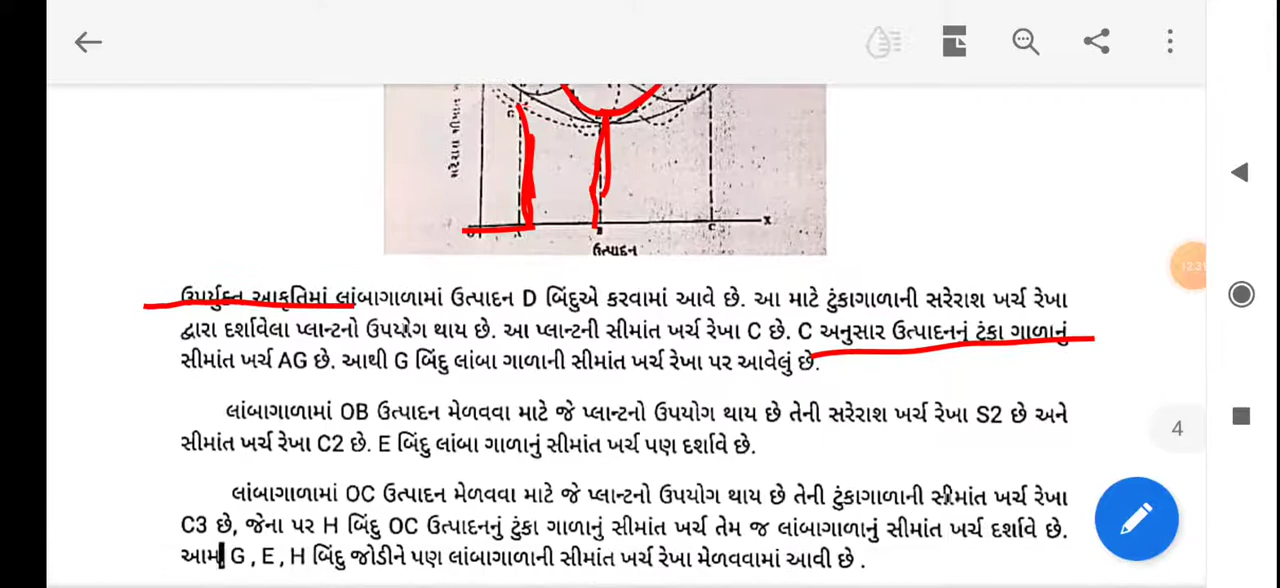 G
A
B
C
X
ઉત્પાદન
12:31
ઉપર્યુક્ત આકૃતિમાં લાંબાગાળામાં ઉત્પાદન D બિંદુએ કરવામાં આવે છે. આ માટે ટુંકાગાળાની સરેરાશ ખર્ચ રેખા
દ્વારા દર્શાવેલા પ્લાન્ટનો ઉપયોગ થાય છે. આ પ્લાન્ટની સીમાંત ખર્ચ રેખા C છે. C અનુસાર ઉત્પાદનનું ટુંકા ગાળાનું
સીમાંત ખર્ચ AG છે. આથી G બિંદુ લાંબા ગાળાની સીમાંત ખર્ચ રેખા પર આવેલું છે.
લાંબાગાળામાં OB ઉત્પાદન મેળવવા માટે જે પ્લાન્ટનો ઉપયોગ થાય છે તેની સરેરાશ ખર્ચ રેખા S2 છે અને
સીમાંત ખર્ચ રેખા C2 છે. E બિંદુ લાંબા ગાળાનું સીમાંત ખર્ચ પણ દર્શાવે છે.
4
લાંબાગાળામાં OC ઉત્પાદન મેળવવા માટે જે પ્લાન્ટનો ઉપયોગ થાય છે તેની ટુંકાગાળાની સીમાંત ખર્ચ રેખા
C3 છે, જેના પર H બિંદુ OC ઉત્પાદનનું ટુંકા ગાળાનું સીમાંત ખર્ચ તેમ જ લાંબાગાળાનું સીમાંત ખર્ચ દર્શાવે છે.
આમ G , E , H બિંદુ જોડીને પણ લાંબાગાળાની સીમાંત ખર્ચ રેખા મેળવવામાં આવી છે .